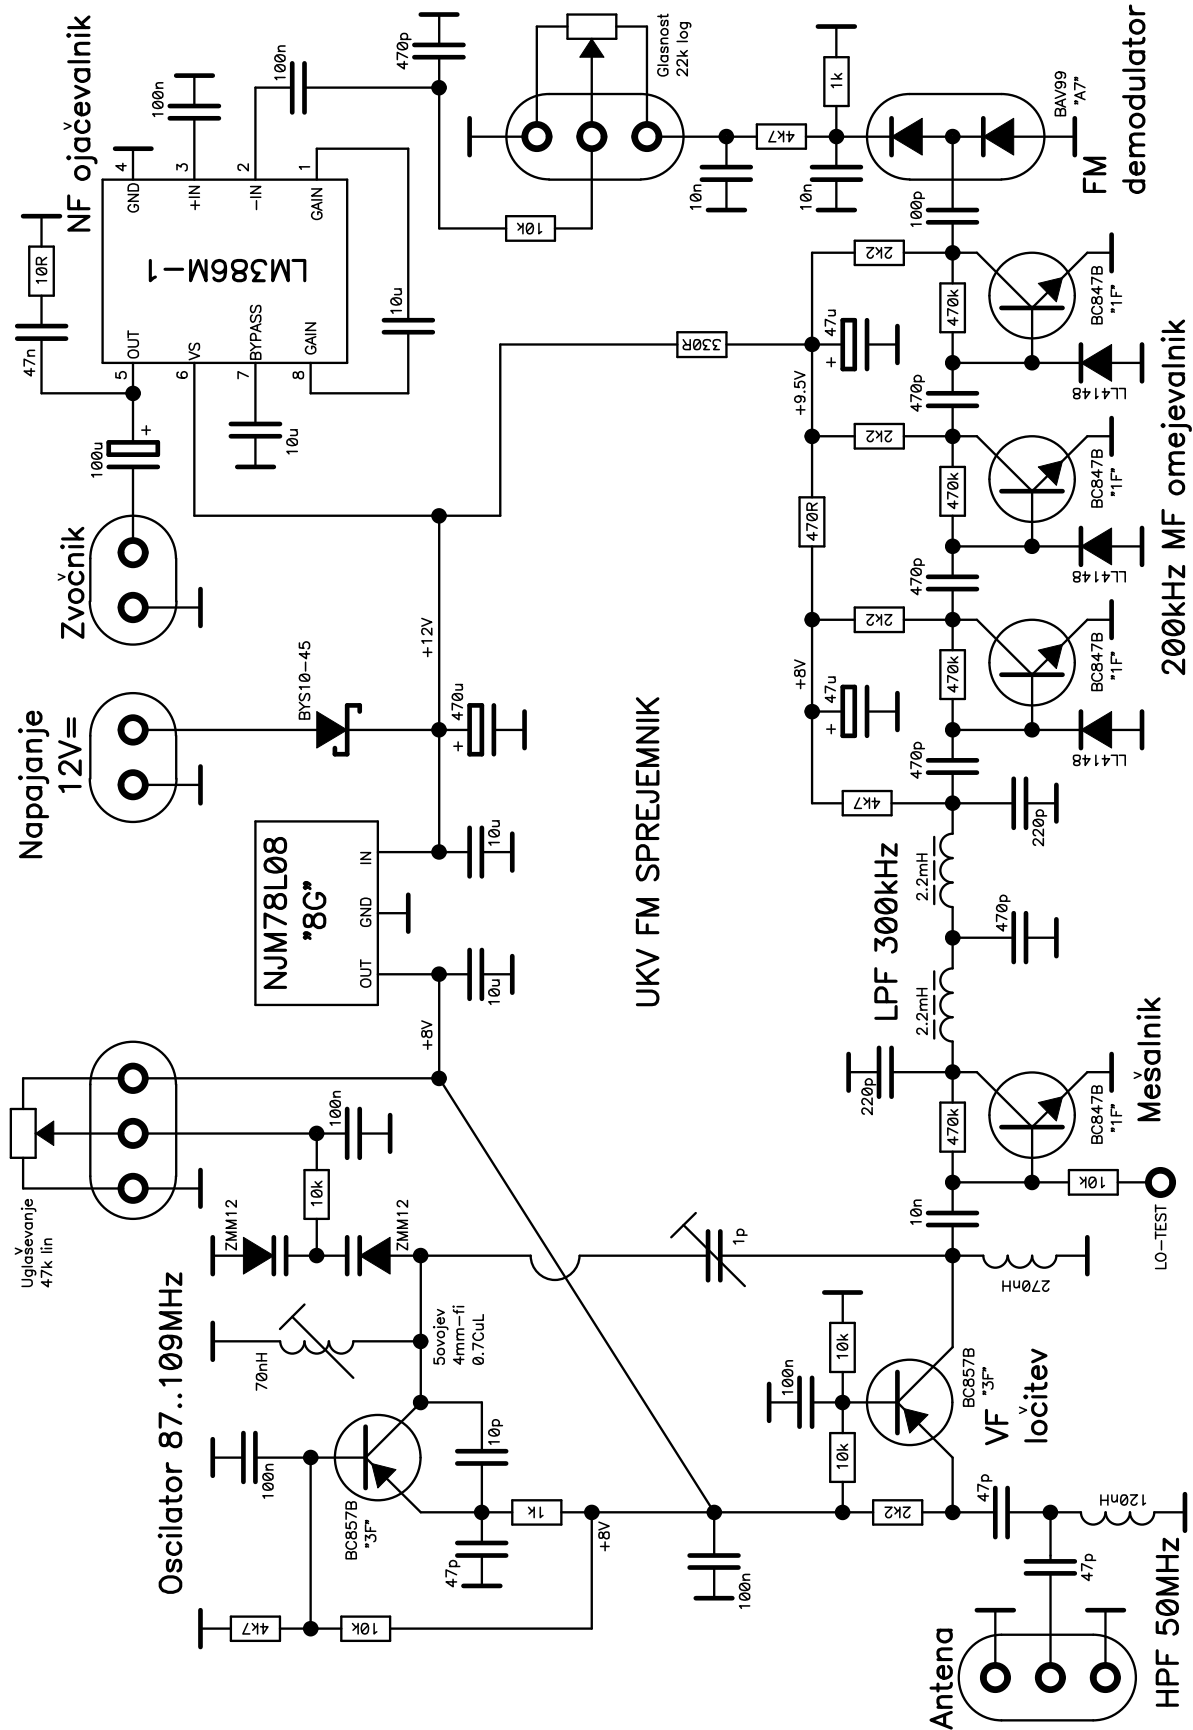 Uglaševanje
47k lin
Napajanje
12V=
Zvočnik
100u
+
47n
10R
NF ojačevalnik
5
OUT
6
VS
7
BYPASS
8
GAIN
LM386M-1
GND
4
+IN
3
-IN
2
GAIN
1
100n
100n
470p
10u
10u
Glasnost
22k log
10k
Oscilator 87..109MHz
100n
70nH
ZMM12
ZMM12
10k
100n
5ovojev
4mm-fi
0.7CuL
BC857B
"3F"
10p
47p
1k
4k7
10k
+8V
100n
NJM78L08
"8G"
OUT
GND
IN
+8V
10u
10u
BYS10-45
+12V
470u
+
UKV FM SPREJEMNIK
330R
1p
100n
10k
10k
2k2
BC857B
"3F"
VF
ločitev
47p
47p
120nH
Antena
HPF 50MHz
270nH
10n
470k
10k
LO-TEST
BC847B
"1F"
Mešalnik
220p
LPF 300kHz
2.2mH
470p
2.2mH
220p
4k7
470p
+8V
47u
+
2k2
470k
LL4148
BC847B
"1F"
470R
470p
2k2
470k
LL4148
BC847B
"1F"
+9.5V
47u
+
470p
2k2
470k
LL4148
BC847B
"1F"
200kHz MF omejevalnik
100p
10n
10n
4k7
1k
BAV99
"A7"
FM
demodulator